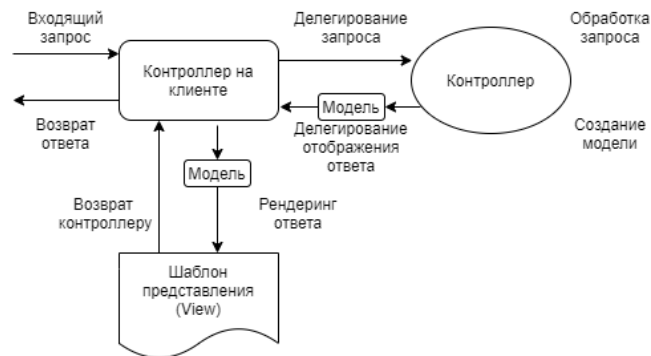 Входящий
запрос
Делегирование
запроса
Обработка
запроса
Контроллер на
клиенте
Контроллер
Модель
Возврат
ответа
Делегирование
отображения
ответа
Создание
модели
Модель
Возврат
контроллеру
Рендеринг
ответа
Шаблон
представления
(View)